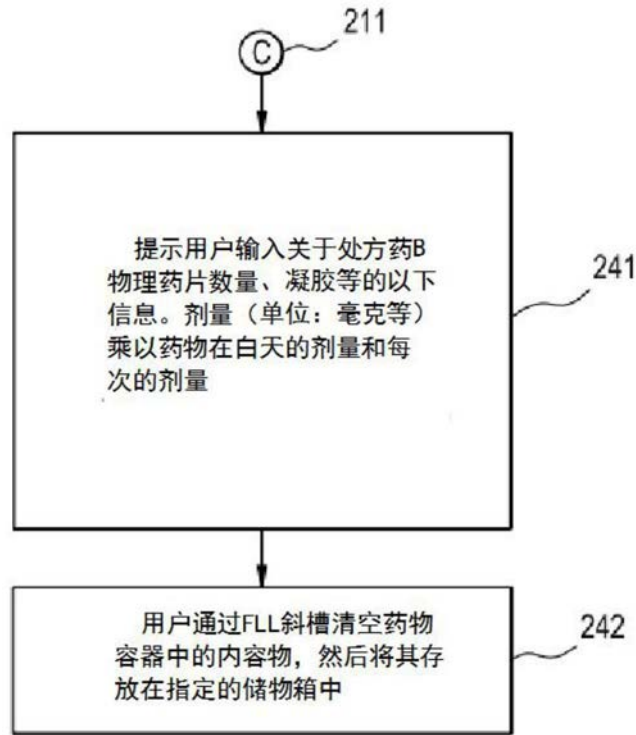 C
211
提示用户输入关于处方药B
物理药片数量、凝胶等的以下
信息。剂量（单位：毫克等）
乘以药物在白天的剂量和每
次的剂量
241
用户通过FLL斜槽清空药物
容器中的内容物，然后将其存
放在指定的储物箱中
242